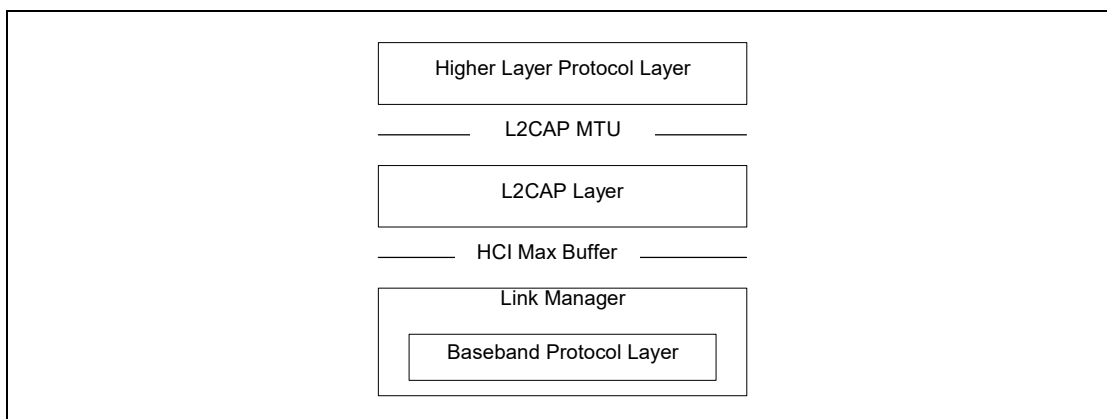 Higher Layer Protocol Layer
L2CAP MTU
L2CAP Layer
HCI Max Buffer
Link Manager
Baseband Protocol Layer